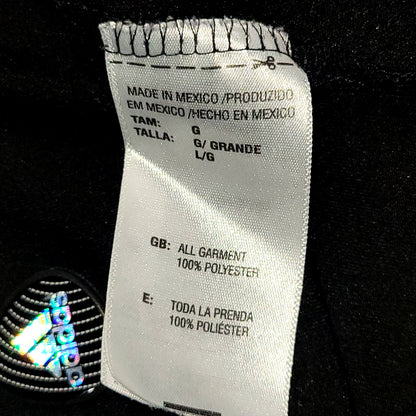 MADE IN MEXICO /PRODUZIDO
EM MEXICO /HECHO EN MEXICO
TAM: G
TALLA: G/ GRANDE
L/G
GB: ALL GARMENT
100% POLYESTER
E: TODA LA PRENDA
100% POLIÉSTER
adidas